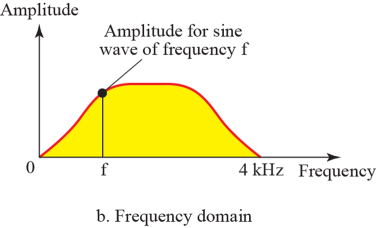 Amplitude
Amplitude for sine
wave of frequency f
0
f
4 kHz
Frequency
b. Frequency domain